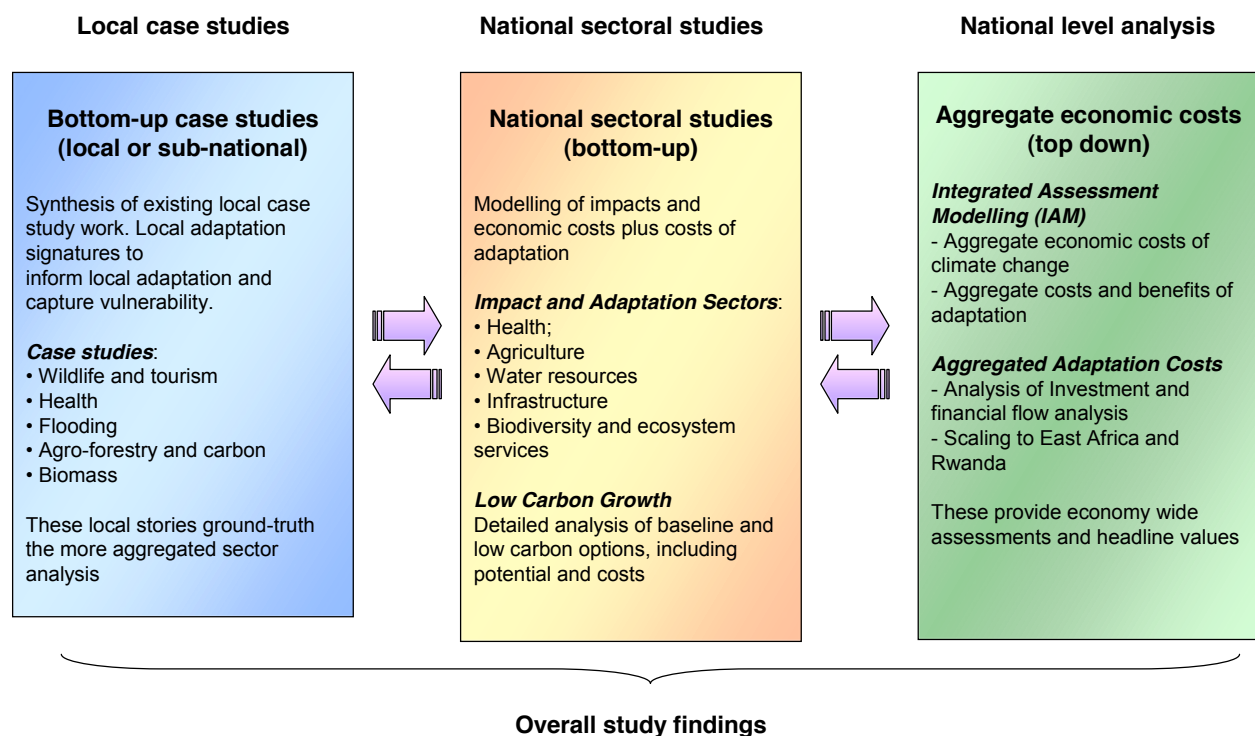 Local case studies
National sectoral studies
National level analysis
Bottom-up case studies
(local or sub-national)
Synthesis of existing local case
study work. Local adaptation
signatures to
inform local adaptation and
capture vulnerability.
Case studies:
• Wildlife and tourism
• Health
• Flooding
• Agro-forestry and carbon
• Biomass
These local stories ground-truth
the more aggregated sector
analysis
National sectoral studies
(bottom-up)
Modelling of impacts and
economic costs plus costs of
adaptation
Impact and Adaptation Sectors:
• Health;
• Agriculture
• Water resources
• Infrastructure
• Biodiversity and ecosystem
services
Low Carbon Growth
Detailed analysis of baseline and
low carbon options, including
potential and costs
Aggregate economic costs
(top down)
Integrated Assessment
Modelling (IAM)
- Aggregate economic costs of
climate change
- Aggregate costs and benefits of
adaptation
Aggregated Adaptation Costs
- Analysis of Investment and
financial flow analysis
- Scaling to East Africa and
Rwanda
These provide economy wide
assessments and headline values
Overall study findings